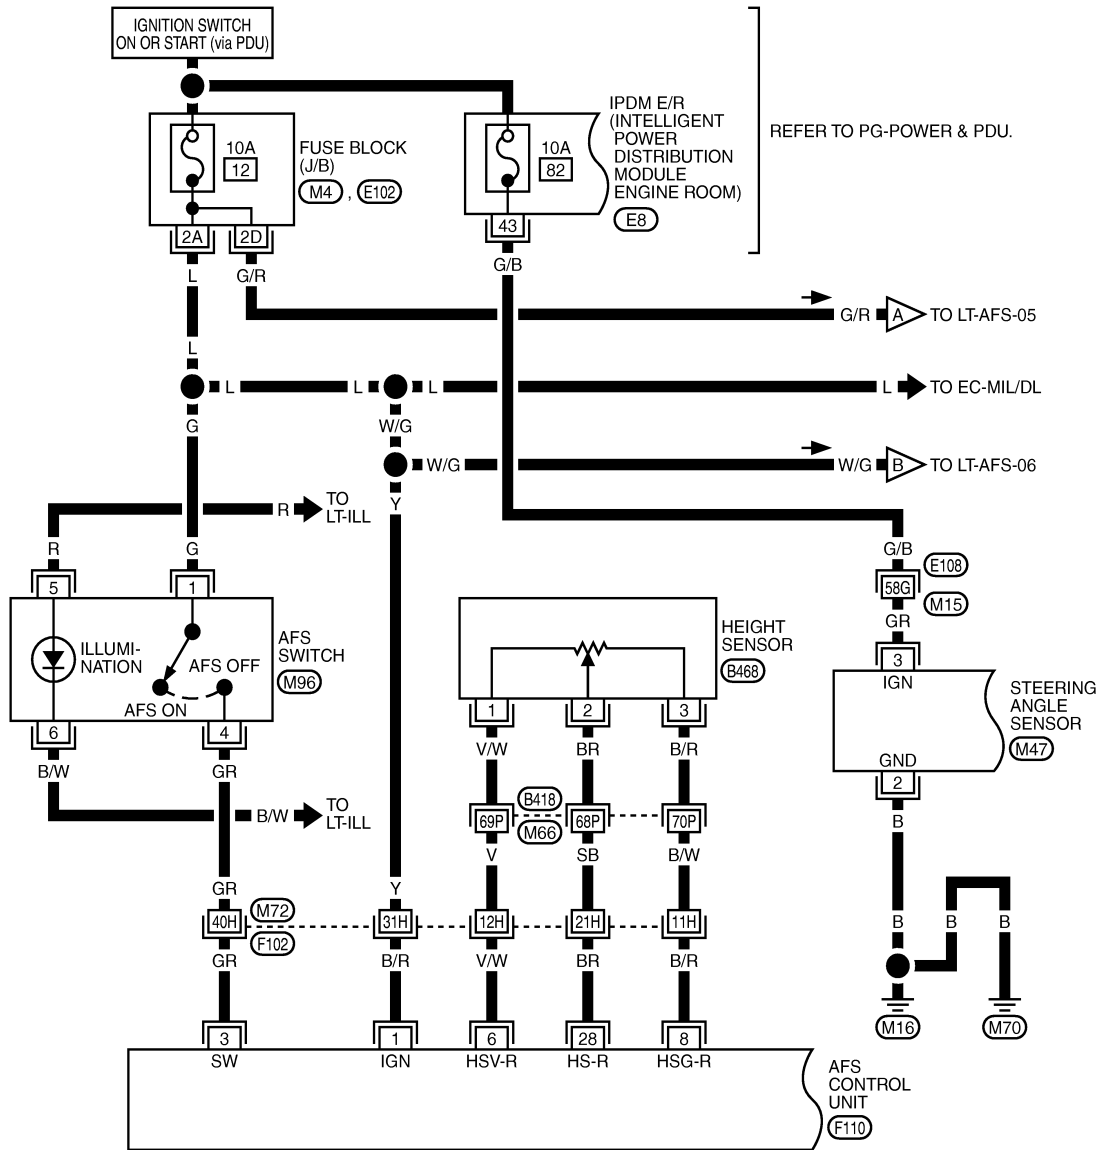 IGNITION SWITCH
ON OR START (via PDU)
10A
12
FUSE BLOCK
(J/B)
M4 , E102
10A
82
IPDM E/R
(INTELLIGENT
POWER
DISTRIBUTION
MODULE
ENGINE ROOM)
E8
REFER TO PG-POWER & PDU.
2A
2D
43
L
G/R
G/B
G/R
A
TO LT-AFS-05
L
L
L
L
L
TO EC-MIL/DL
G
W/G
W/G
W/G
B
TO LT-AFS-06
Y
R
TO
LT-ILL
R
G
G/B
E108
58G
M15
GR
5
1
ILLUMI-
NATION
AFS OFF
AFS ON
AFS
SWITCH
M96
HEIGHT
SENSOR
B468
3
IGN
STEERING
ANGLE
SENSOR
M47
GND
2
6
4
1
2
3
B/W
GR
V/W
BR
B/R
B/W
TO
LT-ILL
B418
69P
M66
68P
70P
B
V
SB
B/W
GR
Y
40H
M72
F102
31H
12H
21H
11H
B
B
B
GR
B/R
V/W
BR
B/R
M16
M70
3
1
6
28
8
SW
IGN
HSV-R
HS-R
HSG-R
AFS
CONTROL
UNIT
F110